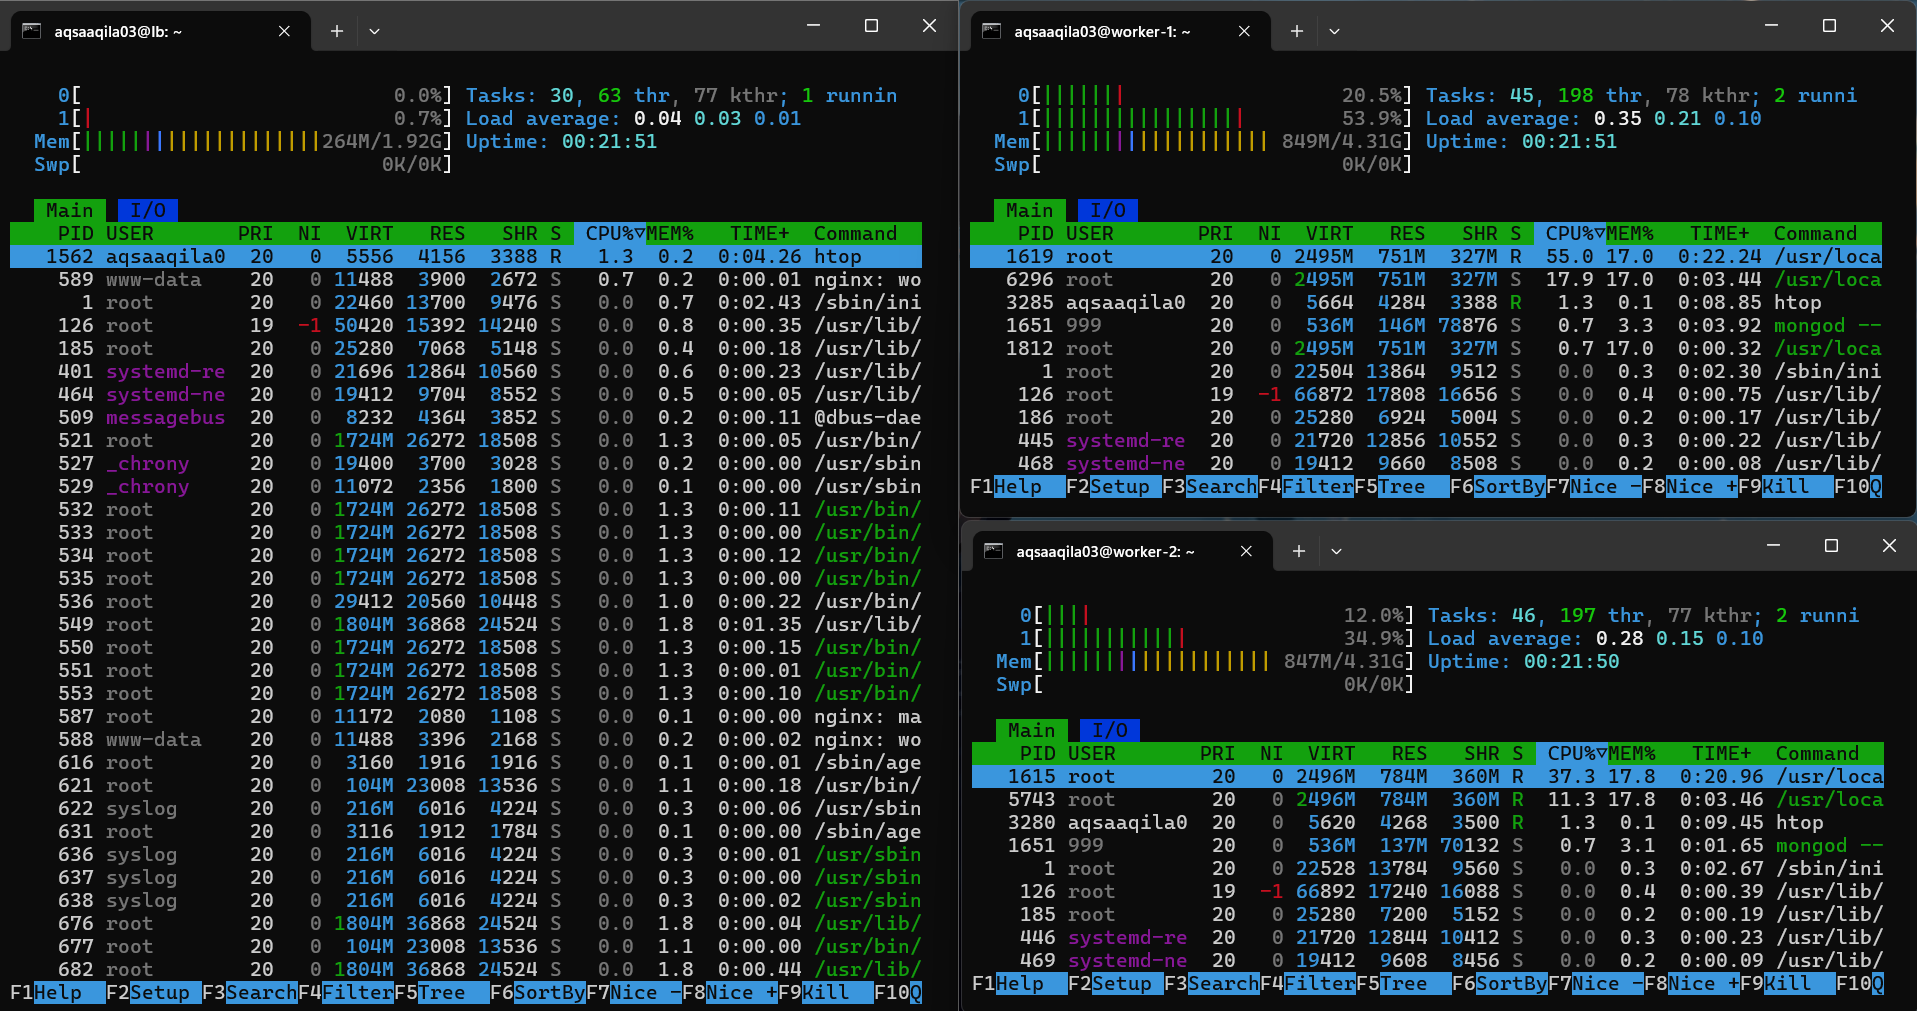 aqsaaqila03@lb: ~
0[ 0.0%] Tasks: 30, 63 thr, 77 kthr; 1 runnin
1[| 0.7%] Load average: 0.04 0.03 0.01
Mem[||||||||||||||||||||264M/1.92G] Uptime: 00:21:51
Swp[ 0K/0K]
Main I/O
PID USER PRI NI VIRT RES SHR S CPU%▽MEM% TIME+ Command
1562 aqsaaqila0 20 0 5556 4156 3388 R 1.3 0.2 0:04.26 htop
589 www-data 20 0 11488 3900 2672 S 0.7 0.2 0:00.01 nginx: wo
1 root 20 0 22460 13700 9476 S 0.0 0.7 0:02.43 /sbin/ini
126 root 19 -1 50420 15392 14240 S 0.0 0.8 0:00.35 /usr/lib/
185 root 20 0 25280 7068 5148 S 0.0 0.4 0:00.18 /usr/lib/
401 systemd-re 20 0 21696 12864 10560 S 0.0 0.6 0:00.23 /usr/lib/
464 systemd-ne 20 0 19412 9704 8552 S 0.0 0.5 0:00.05 /usr/lib/
509 messagebus 20 0 8232 4364 3852 S 0.0 0.2 0:00.11 @dbus-dae
521 root 20 0 1724M 26272 18508 S 0.0 1.3 0:00.05 /usr/bin/
527 _chrony 20 0 19400 3700 3028 S 0.0 0.2 0:00.00 /usr/sbin
529 _chrony 20 0 11072 2356 1800 S 0.0 0.1 0:00.00 /usr/sbin
532 root 20 0 1724M 26272 18508 S 0.0 1.3 0:00.11 /usr/bin/
533 root 20 0 1724M 26272 18508 S 0.0 1.3 0:00.00 /usr/bin/
534 root 20 0 1724M 26272 18508 S 0.0 1.3 0:00.12 /usr/bin/
535 root 20 0 1724M 26272 18508 S 0.0 1.3 0:00.00 /usr/bin/
536 root 20 0 29412 20560 10448 S 0.0 1.0 0:00.22 /usr/bin/
549 root 20 0 1804M 36868 24524 S 0.0 1.8 0:01.35 /usr/lib/
550 root 20 0 1724M 26272 18508 S 0.0 1.3 0:00.15 /usr/bin/
551 root 20 0 1724M 26272 18508 S 0.0 1.3 0:00.01 /usr/bin/
553 root 20 0 1724M 26272 18508 S 0.0 1.3 0:00.10 /usr/bin/
587 root 20 0 11172 2080 1108 S 0.0 0.1 0:00.00 nginx: ma
588 www-data 20 0 11488 3396 2168 S 0.0 0.2 0:00.02 nginx: wo
616 root 20 0 3160 1916 1916 S 0.0 0.1 0:00.00 /sbin/age
621 root 20 0 104M 23008 13536 S 0.0 1.1 0:00.18 /usr/bin/
622 syslog 20 0 216M 6016 4224 S 0.0 0.3 0:00.06 /usr/sbin
631 root 20 0 3116 1912 1784 S 0.0 0.1 0:00.00 /sbin/age
636 syslog 20 0 216M 6016 4224 S 0.0 0.3 0:00.01 /usr/sbin
637 syslog 20 0 216M 6016 4224 S 0.0 0.3 0:00.00 /usr/sbin
638 syslog 20 0 216M 6016 4224 S 0.0 0.3 0:00.02 /usr/sbin
676 root 20 0 1804M 36868 24524 S 0.0 1.8 0:00.04 /usr/lib/
677 root 20 0 104M 23008 13536 S 0.0 1.1 0:00.00 /usr/bin/
682 root 20 0 1804M 36868 24524 S 0.0 1.8 0:00.44 /usr/lib/
F1Help F2Setup F3SearchF4FilterF5Tree F6SortByF7Nice -F8Nice +F9Kill F10Q
aqsaaqila03@worker-1: ~
0[||||||| 20.5%] Tasks: 45, 198 thr, 78 kthr; 2 runni
1[||||||||||||||||| 53.9%] Load average: 0.35 0.21 0.10
Mem[||||||||||||||||||| 849M/4.31G] Uptime: 00:21:51
Swp[ 0K/0K]
Main I/O
PID USER PRI NI VIRT RES SHR S CPU%▽MEM% TIME+ Command
1619 root 20 0 2495M 751M 327M R 55.0 17.0 0:22.24 /usr/loca
6296 root 20 0 2495M 751M 327M S 17.9 17.0 0:03.44 /usr/loca
3285 aqsaaqila0 20 0 5664 4284 3388 R 1.3 0.1 0:08.85 htop
1651 999 20 0 536M 146M 78876 S 0.7 3.3 0:03.92 mongod --
1812 root 20 0 2495M 751M 327M S 0.7 17.0 0:00.32 /usr/loca
1 root 20 0 22504 13864 9512 S 0.0 0.3 0:02.30 /sbin/ini
126 root 19 -1 66872 17808 16656 S 0.0 0.4 0:00.75 /usr/lib/
186 root 20 0 25280 6924 5004 S 0.0 0.2 0:00.17 /usr/lib/
445 systemd-re 20 0 21720 12856 10552 S 0.0 0.3 0:00.22 /usr/lib/
468 systemd-ne 20 0 19412 9660 8508 S 0.0 0.2 0:00.08 /usr/lib/
F1Help F2Setup F3SearchF4FilterF5Tree F6SortByF7Nice -F8Nice +F9Kill F10Q
aqsaaqila03@worker-2: ~
0[|||| 12.0%] Tasks: 46, 197 thr, 77 kthr; 2 runni
1[|||||||||||| 34.9%] Load average: 0.28 0.15 0.10
Mem[||||||||||||||||||| 847M/4.31G] Uptime: 00:21:50
Swp[ 0K/0K]
Main I/O
PID USER PRI NI VIRT RES SHR S CPU%▽MEM% TIME+ Command
1615 root 20 0 2496M 784M 360M R 37.3 17.8 0:20.96 /usr/loca
5743 root 20 0 2496M 784M 360M R 11.3 17.8 0:03.46 /usr/loca
3280 aqsaaqila0 20 0 5620 4268 3500 R 1.3 0.1 0:09.45 htop
1651 999 20 0 536M 137M 70132 S 0.7 3.1 0:01.65 mongod --
1 root 20 0 22528 13784 9560 S 0.0 0.3 0:02.67 /sbin/ini
126 root 19 -1 66892 17240 16088 S 0.0 0.4 0:00.39 /usr/lib/
185 root 20 0 25280 7200 5152 S 0.0 0.2 0:00.19 /usr/lib/
446 systemd-re 20 0 21720 12844 10412 S 0.0 0.3 0:00.23 /usr/lib/
469 systemd-ne 20 0 19412 9608 8456 S 0.0 0.2 0:00.09 /usr/lib/
F1Help F2Setup F3SearchF4FilterF5Tree F6SortByF7Nice -F8Nice +F9Kill F10Q